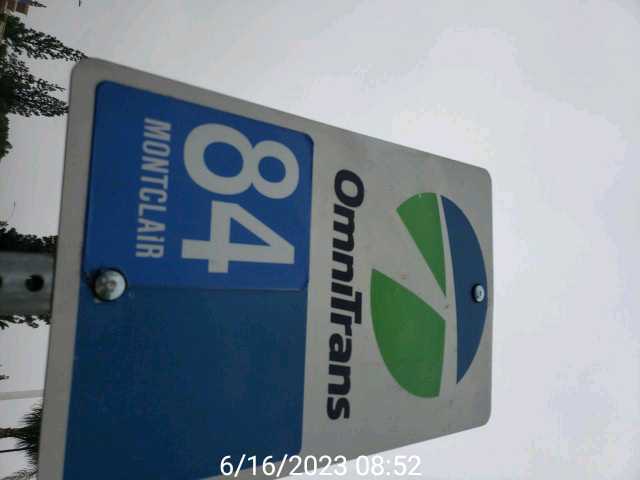 OmniTrans
84
MONTCLAIR
6/16/2023 08:52